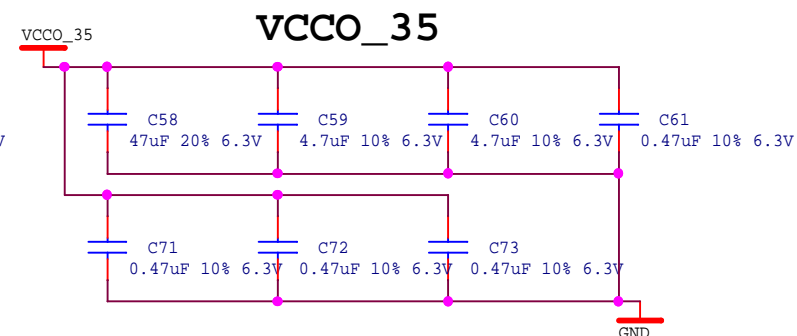 VCCO_35
VCCO_35
C58
47uF 20% 6.3V
C59
4.7uF 10% 6.3V
C60
4.7uF 10% 6.3V
C61
0.47uF 10% 6.3V
C71
0.47uF 10% 6.3V
C72
0.47uF 10% 6.3V
C73
0.47uF 10% 6.3V
GND